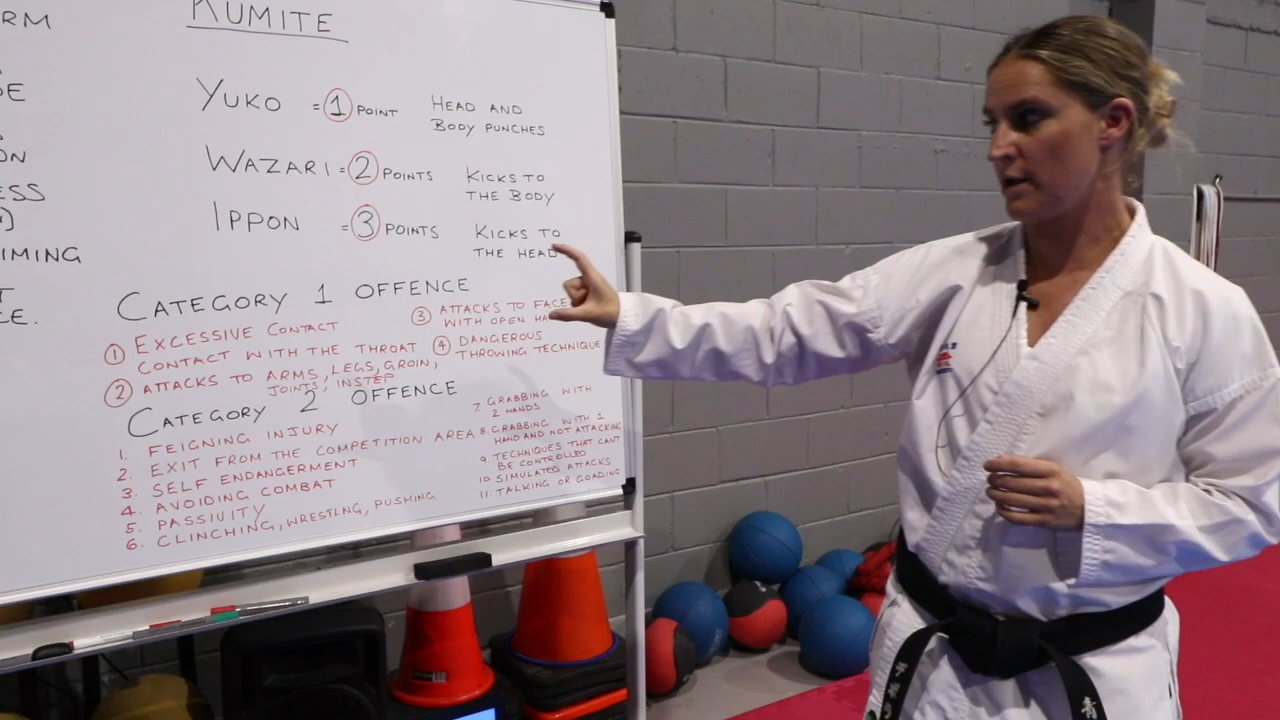 RM
E
ON
ESS
IMING
T
EE.
KUMITE
YUKO = 1 POINT HEAD AND
BODY PUNCHES
WAZARI = 2 POINTS KICKS TO
THE BODY
IPPON = 3 POINTS KICKS TO
THE HEAD
CATEGORY 1 OFFENCE
1 EXCESSIVE CONTACT
CONTACT WITH THE THROAT
2 ATTACKS TO ARMS, LEGS, GROIN,
JOINTS, INSTEP
3 ATTACKS TO FACE
WITH OPEN HA
4 DANGEROUS
THROWING TECHNIQUE
CATEGORY 2 OFFENCE
1. FEIGNING INJURY
2. EXIT FROM THE COMPETITION AREA
3. SELF ENDANGERMENT
4. AVOIDING COMBAT
5. PASSIVITY
6. CLINCHING, WRESTLNG, PUSHING
7. GRABBING WITH
2 HANDS
8. GRABBING WITH 1
HAND AND NOT ATTACKING
9 TECHNIQUES THAT CANT
BE CONTROLLED
10 SIMULATED ATTACKS
11. TALKING OR GOADING